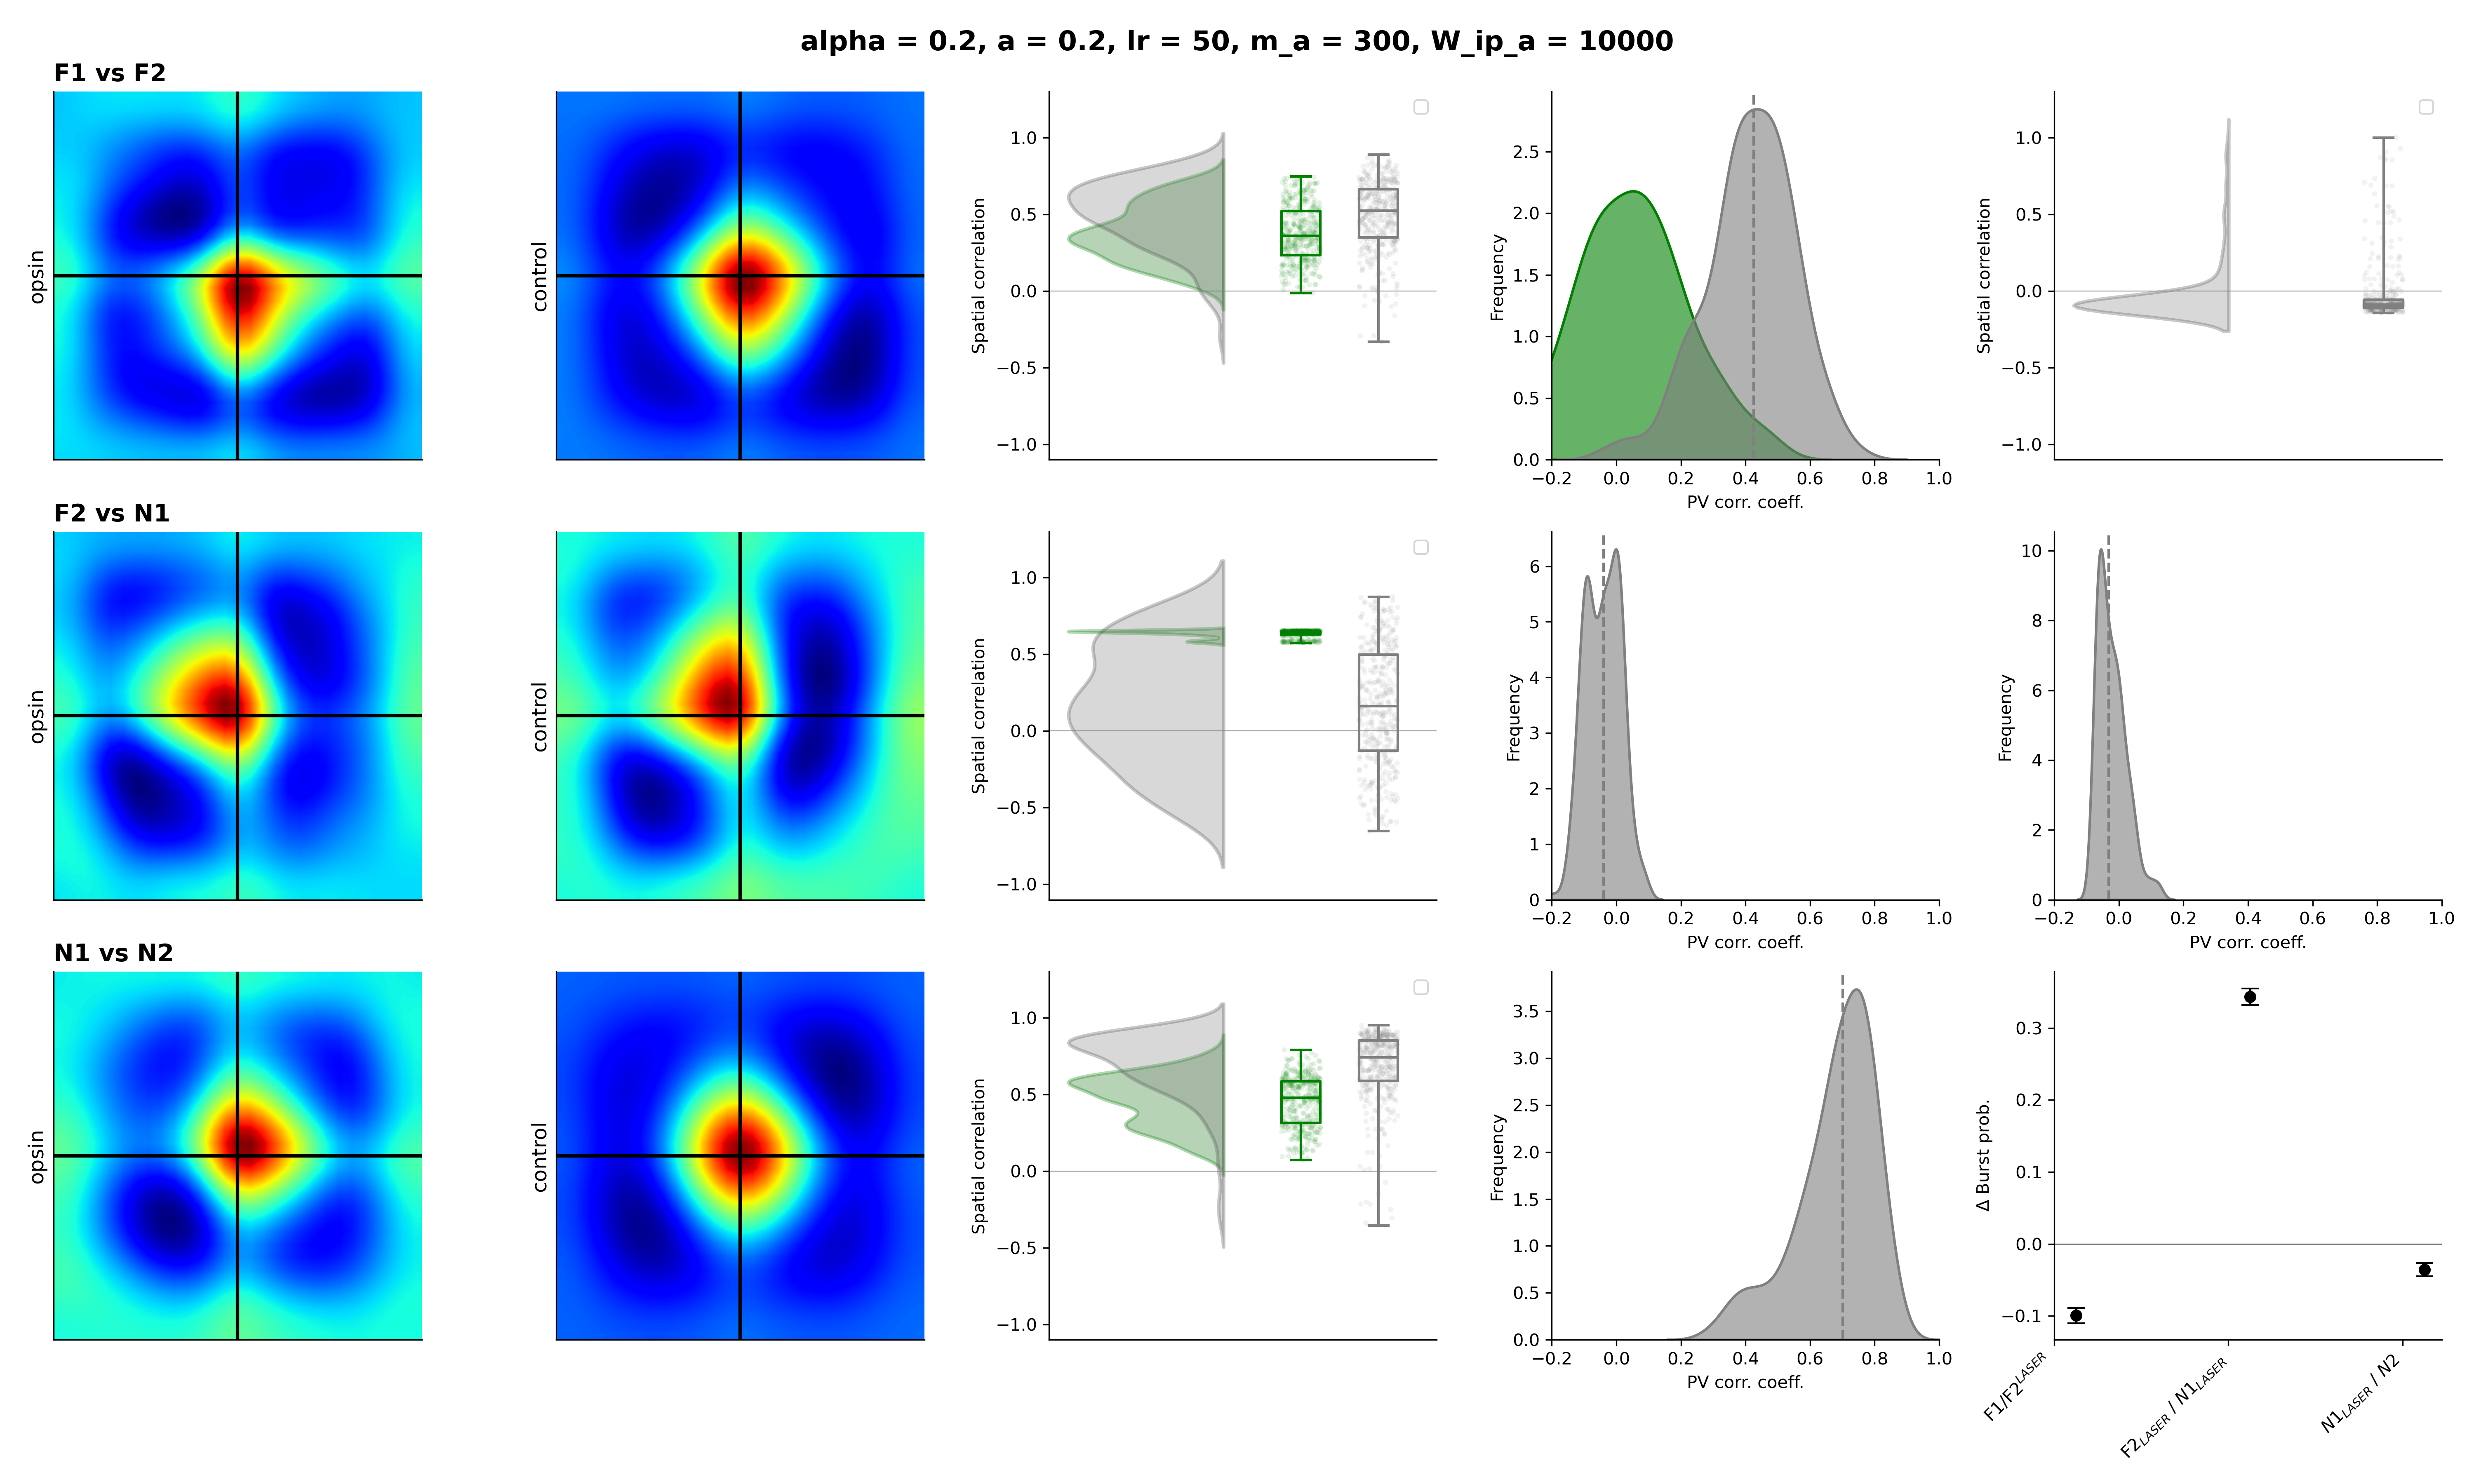 alpha = 0.2, a = 0.2, lr = 50, m_a = 300, W_ip_a = 10000
F1 vs F2
opsin
control
Spatial correlation
1.0
0.5
0.0
−0.5
−1.0
Frequency
2.5
2.0
1.5
1.0
0.5
0.0
−0.2 0.0 0.2 0.4 0.6 0.8 1.0
PV corr. coeff.
Spatial correlation
1.0
0.5
0.0
−0.5
−1.0
F2 vs N1
opsin
control
Spatial correlation
1.0
0.5
0.0
−0.5
−1.0
Frequency
6
5
4
3
2
1
0
−0.2 0.0 0.2 0.4 0.6 0.8 1.0
PV corr. coeff.
Frequency
10
8
6
4
2
0
−0.2 0.0 0.2 0.4 0.6 0.8 1.0
PV corr. coeff.
N1 vs N2
opsin
control
Spatial correlation
1.0
0.5
0.0
−0.5
−1.0
Frequency
3.5
3.0
2.5
2.0
1.5
1.0
0.5
0.0
−0.2 0.0 0.2 0.4 0.6 0.8 1.0
PV corr. coeff.
Δ Burst prob.
0.3
0.2
0.1
0.0
−0.1
F1/F2^LASER
F2_LASER / N1_LASER
N1_LASER / N2